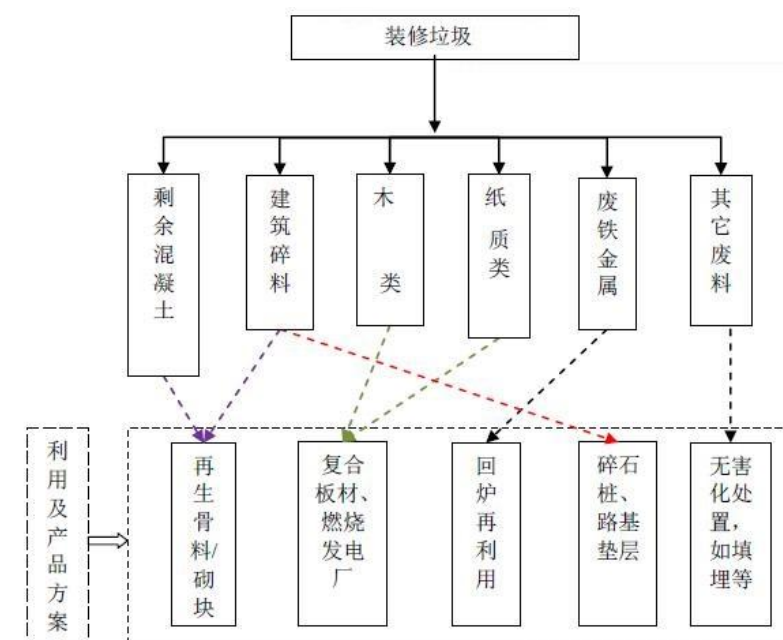 装修垃圾
剩余混凝土
建筑碎料
木类
纸质类
废铁金属
其它废料
利用及产品方案
再生骨料/砌块
复合
板材、
燃烧
发电
厂
回炉再利用
碎石
桩、
路基
垫层
无害
化处
置，
如填
埋等